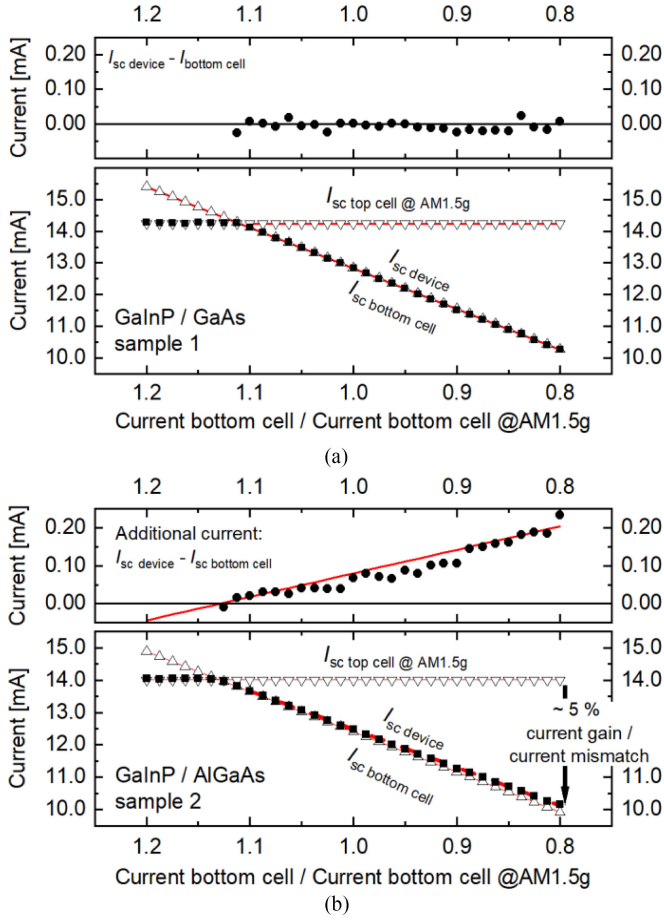 (a)
1.2 1.1 1.0 0.9 0.8
0.20 0.20
Isc device - Ibottom cell
0.00 0.00
Current [mA] Current [mA]
15.0 15.0
Isc top cell @ AM1.5g
14.0 14.0
13.0 13.0
Isc device
12.0 12.0
Isc bottom cell
11.0 11.0
GaInP / GaAs
sample 1
10.0 10.0
Current [mA] Current [mA]
1.2 1.1 1.0 0.9 0.8
Current bottom cell / Current bottom cell @AM1.5g
(a)
1.2 1.1 1.0 0.9 0.8
0.20 0.20
Additional current:
Isc device - Isc bottom cell
0.10 0.10
0.00 0.00
Current [mA] Current [mA]
15.0 15.0
Isc top cell @ AM1.5g
14.0 14.0
~ 5 %
current gain /
current mismatch
13.0
Isc device
12.0
Isc bottom cell
11.0 11.0
GaInP / AlGaAs
sample 2
10.0 10.0
Current [mA] Current [mA]
1.2 1.1 1.0 0.9 0.8
Current bottom cell / Current bottom cell @AM1.5g
(b)